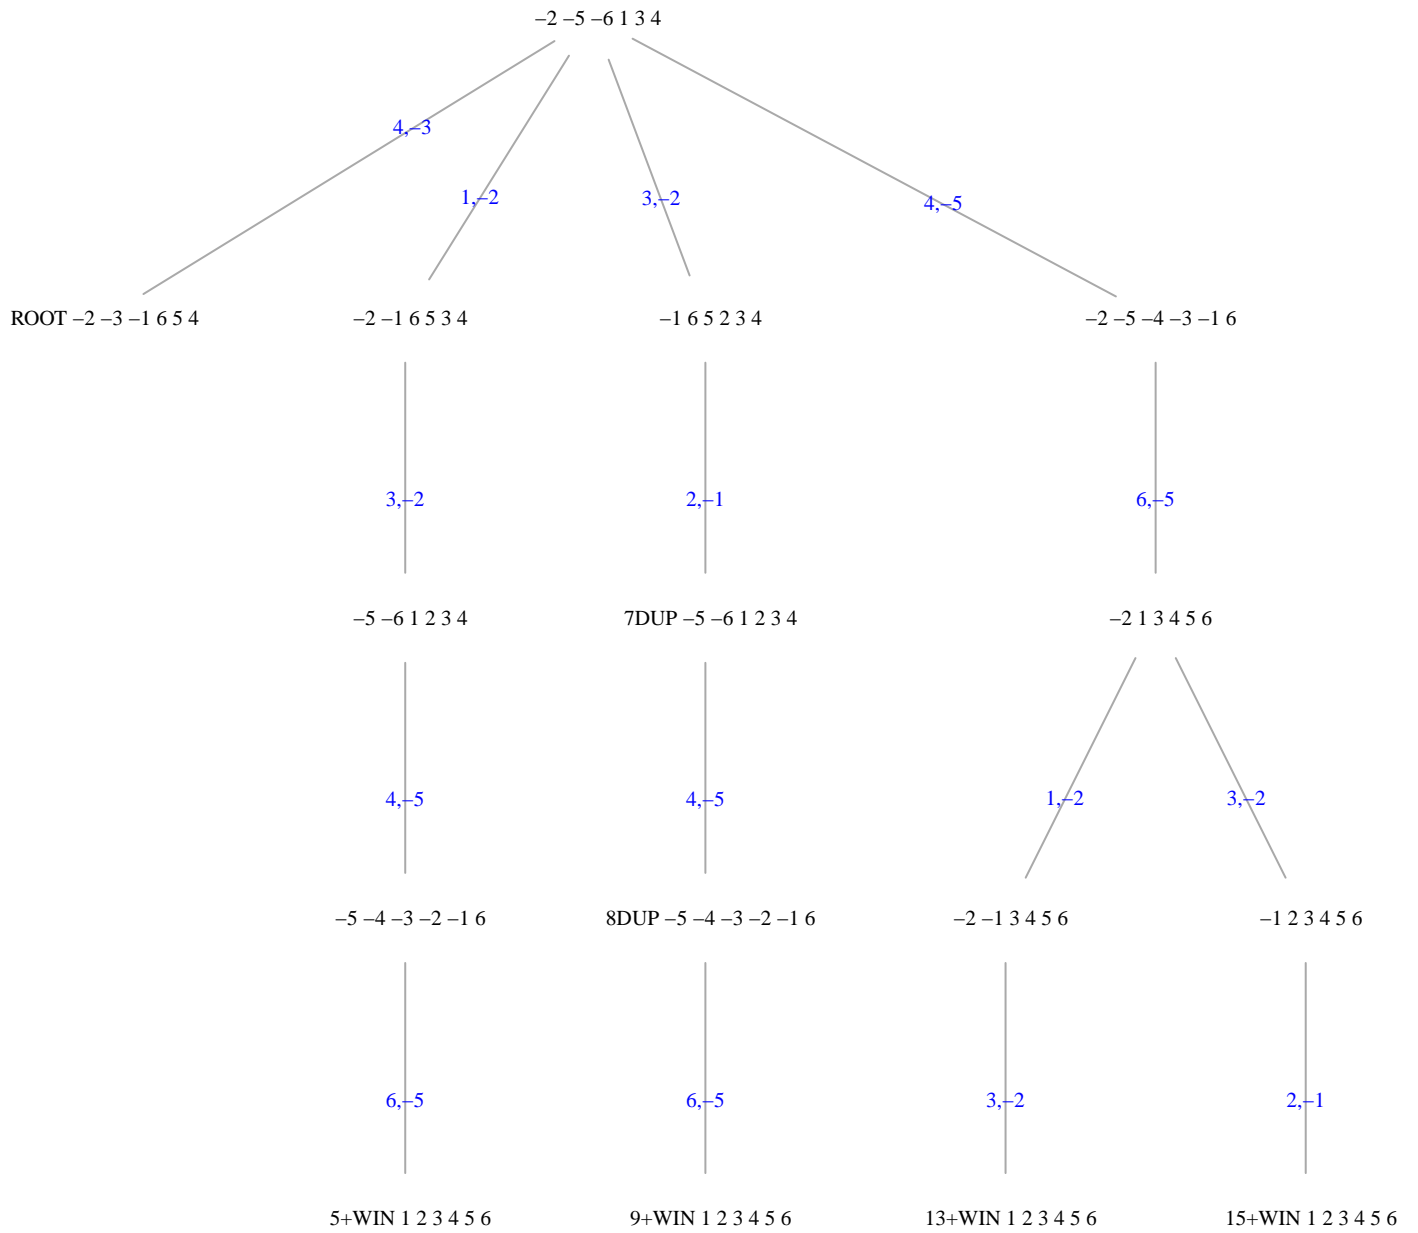 −2 −5 −6 1 3 4
4,−3
1,−2
3,−2
4,−5
ROOT −2 −3 −1 6 5 4
−2 −1 6 5 3 4
−1 6 5 2 3 4
−2 −5 −4 −3 −1 6
3,−2
2,−1
6,−5
−5 −6 1 2 3 4
7DUP −5 −6 1 2 3 4
−2 1 3 4 5 6
4,−5
4,−5
1,−2
3,−2
−5 −4 −3 −2 −1 6
8DUP −5 −4 −3 −2 −1 6
−2 −1 3 4 5 6
−1 2 3 4 5 6
6,−5
6,−5
3,−2
2,−1
5+WIN 1 2 3 4 5 6
9+WIN 1 2 3 4 5 6
13+WIN 1 2 3 4 5 6
15+WIN 1 2 3 4 5 6